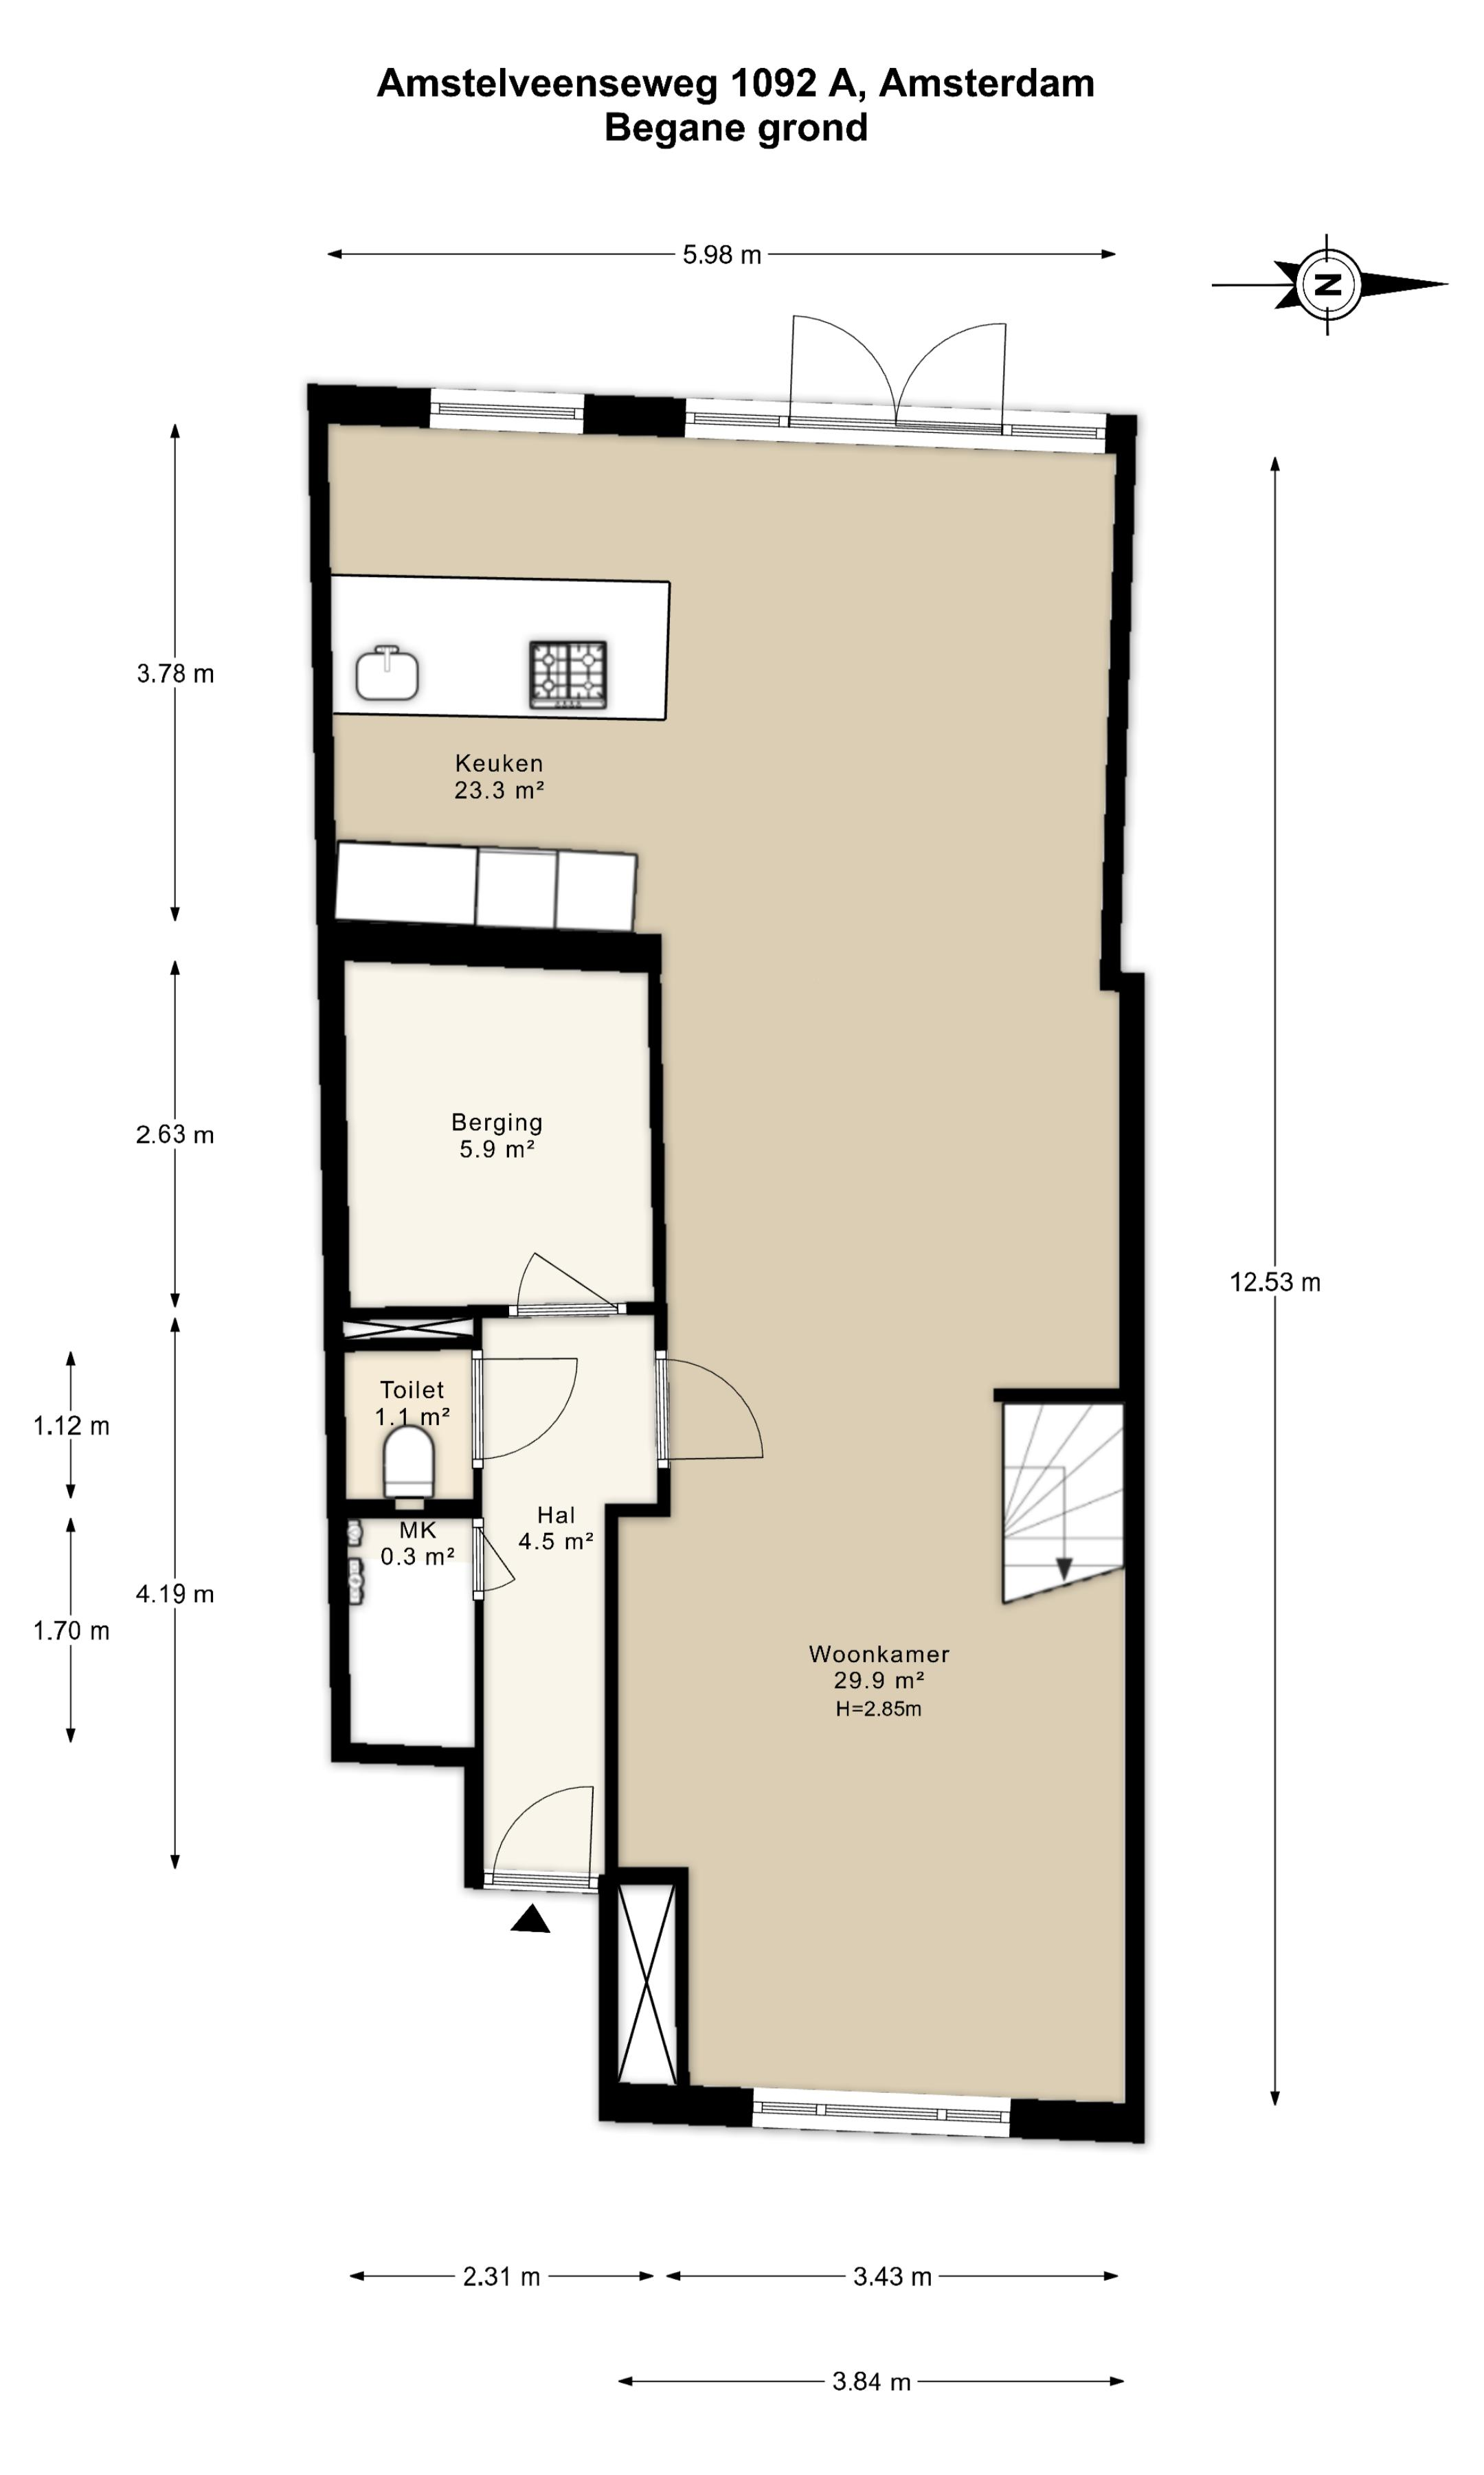 Amstelveenseweg 1092 A, Amsterdam
Begane grond
5.98 m
N
3.78 m
Keuken
23.3 m²
2.63 m
Berging
5.9 m²
12.53 m
Toilet
1.1 m²
1.12 m
Hal
4.5 m²
MK
0.3 m²
4.19 m
1.70 m
Woonkamer
29.9 m²
H=2.85m
2.31 m
3.43 m
3.84 m